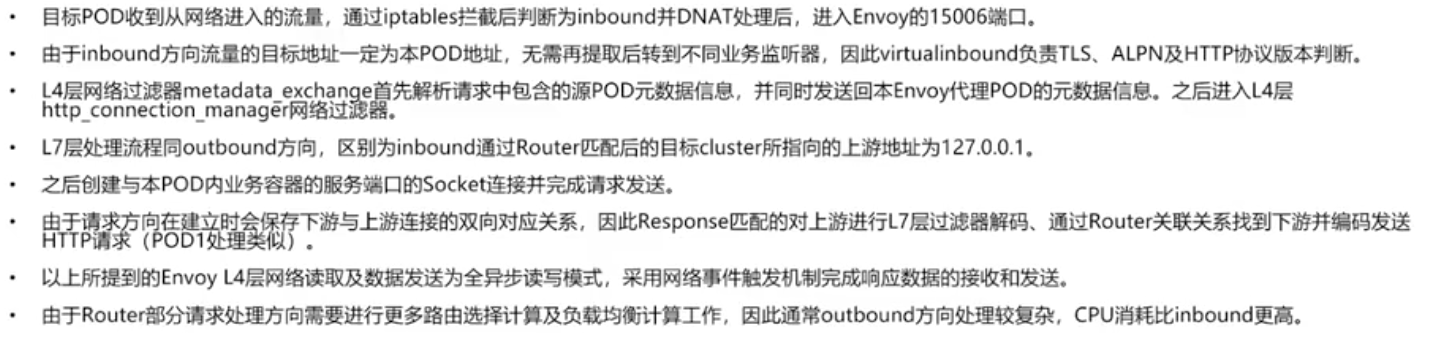 • 目标POD收到从网络进入的流量，通过iptables拦截后判断为inbound并DNAT处理后，进入Envoy的15006端口。
• 由于inbound方向流量的目标地址一定为本POD地址，无需再提取后转到不同业务监听器，因此virtualinbound负责TLS、ALPN及HTTP协议版本判断。
• L4层网络过滤器metadata_exchange首先解析请求中包含的源POD元数据信息，并同时发送回本Envoy代理POD的元数据信息。之后进入L4层
http_connection_manager网络过滤器。
• L7层处理流程同outbound方向，区别为inbound通过Router匹配后的目标cluster所指向的上游地址为127.0.0.1。
• 之后创建与本POD内业务容器的服务端口的Socket连接并完成请求发送。
• 由于请求方向在建立时会保存下游与上游连接的双向对应关系，因此Response匹配的对上游进行L7层过滤器解码、通过Router关联关系找到下游并编码发送
HTTP请求（POD1处理类似）。
• 以上所提到的Envoy L4层网络读取及数据发送为全异步读写模式，采用网络事件触发机制完成响应数据的接收和发送。
• 由于Router部分请求处理方向需要进行更多路由选择计算及负载均衡计算工作，因此通常outbound方向处理较复杂，CPU消耗比inbound更高。